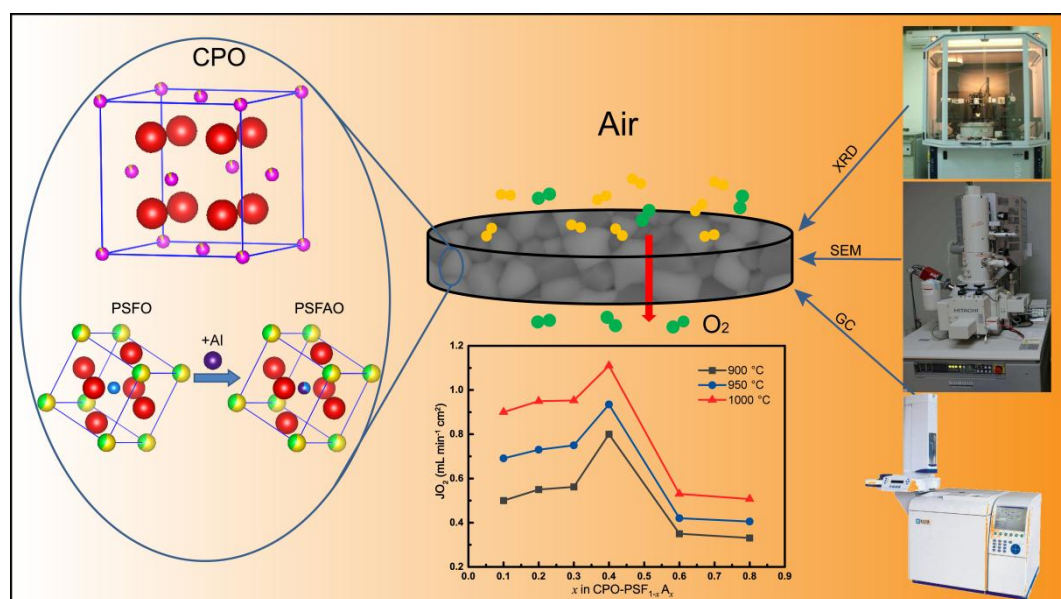 CPO
PSFO
+Al
PSFAO
Air
O₂
XRD
SEM
GC
HITACHI
1.2
1.0
0.8
0.6
0.4
0.2
JO₂ (mL min⁻¹ cm²)
900 °C
950 °C
1000 °C
0.0 0.1 0.2 0.3 0.4 0.5 0.6 0.7 0.8 0.9
x in CPO-PSF₁₋ₓAₓ